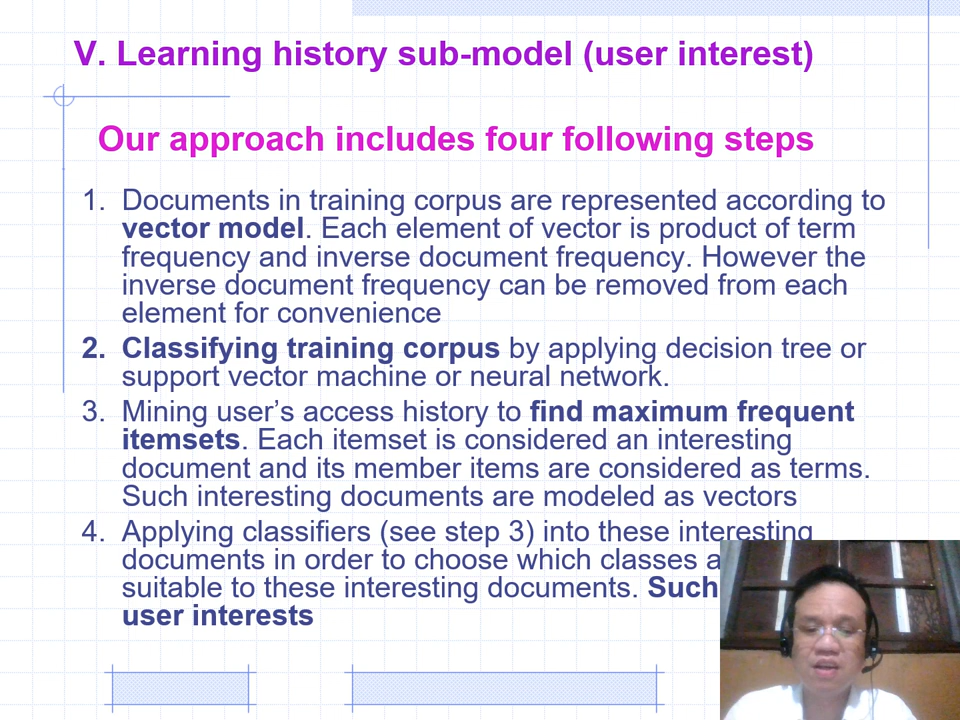 V. Learning history sub-model (user interest)
Our approach includes four following steps
1. Documents in training corpus are represented according to
vector model. Each element of vector is product of term
frequency and inverse document frequency. However the
inverse document frequency can be removed from each
element for convenience
2. Classifying training corpus by applying decision tree or
support vector machine or neural network.
3. Mining user's access history to find maximum frequent
itemsets. Each itemset is considered an interesting
document and its member items are considered as terms.
Such interesting documents are modeled as vectors
4. Applying classifiers (see step 3) into these interesting
documents in order to choose which classes
suitable to these interesting documents. Such
user interests